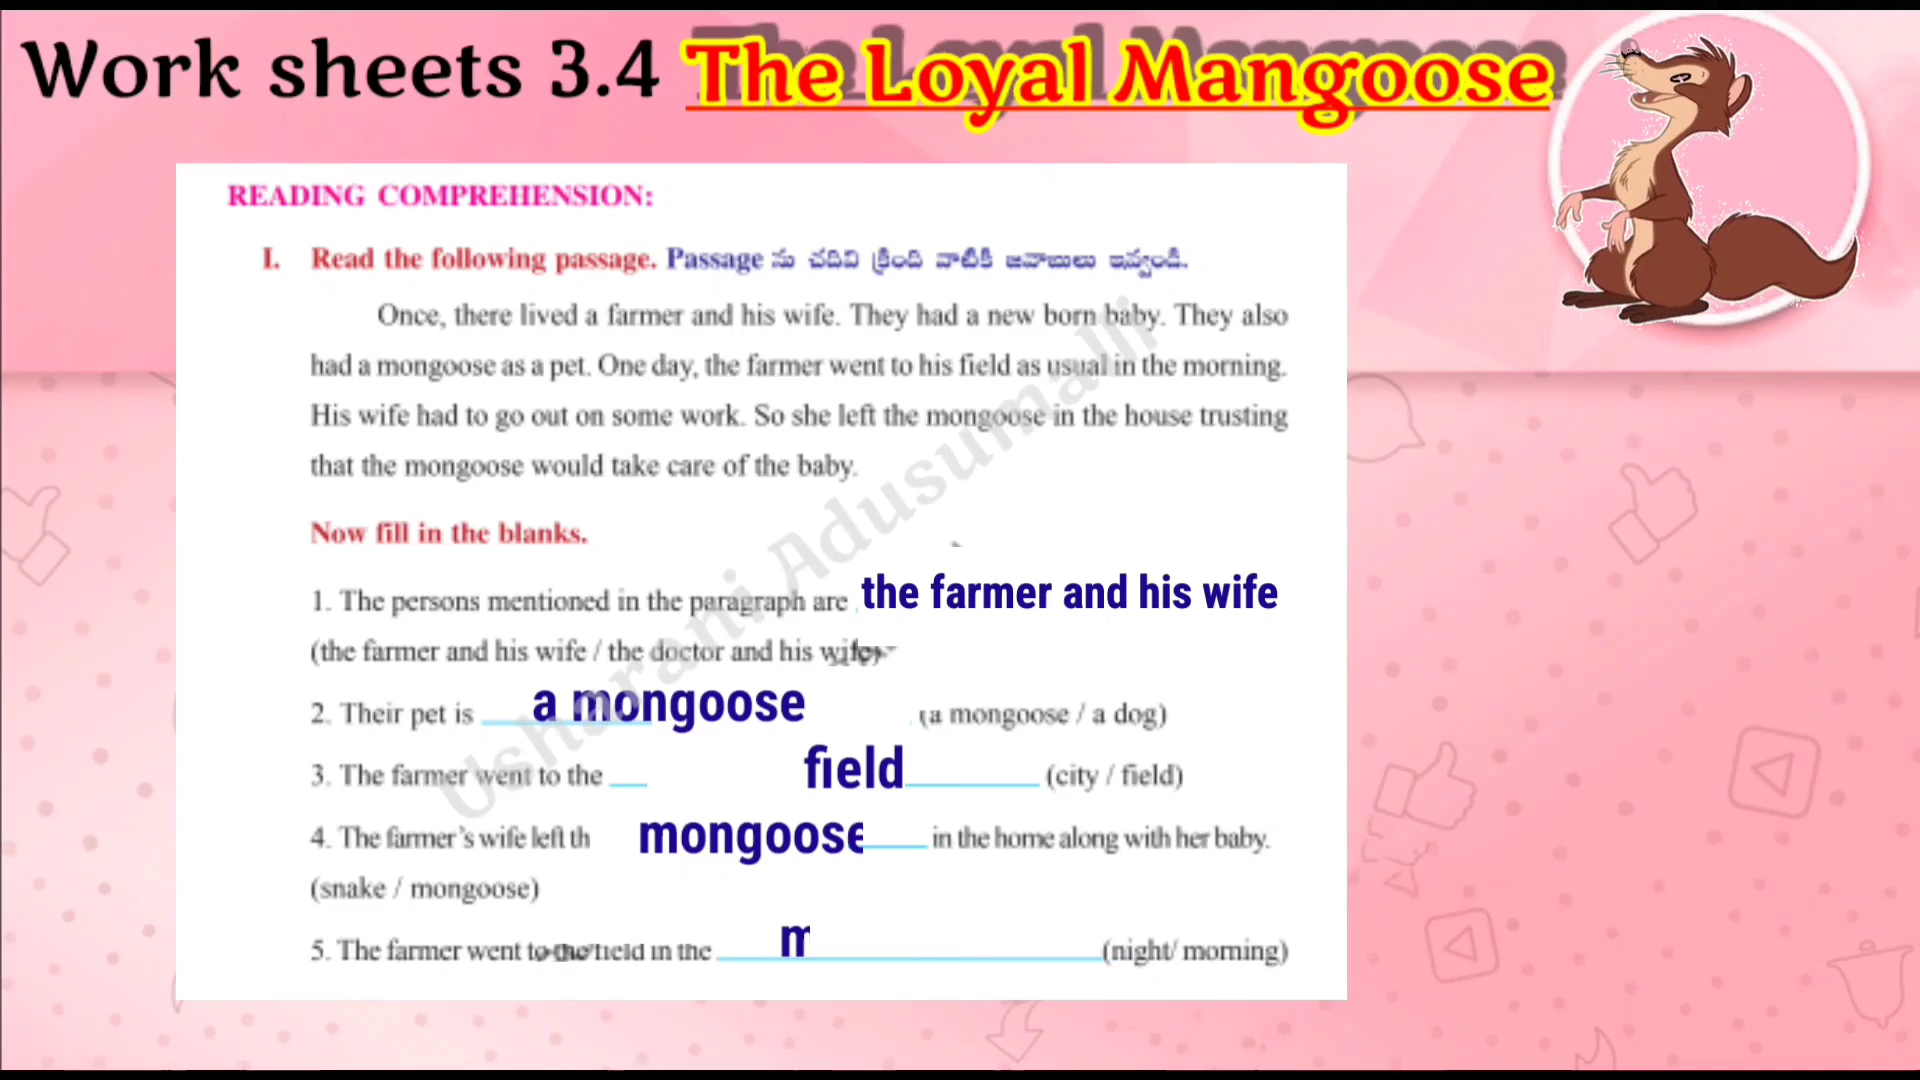 Work sheets 3.4 The Loyal Mangoose
READING COMPREHENSION:
I. Read the following passage. Passage ను చదివి క్రింది వాటికి జవాబులు ఇవ్వండి.
Once, there lived a farmer and his wife. They had a new born baby. They also
had a mongoose as a pet. One day, the farmer went to his field as usual in the morning.
His wife had to go out on some work. So she left the mongoose in the house trusting
that the mongoose would take care of the baby.
Now fill in the blanks.
1. The persons mentioned in the paragraph are the farmer and his wife
(the farmer and his wife / the doctor and his wife)
2. Their pet is a mongoose (a mongoose / a dog)
3. The farmer went to the field (city / field)
4. The farmer's wife left th mongoose in the home along with her baby.
(snake / mongoose)
5. The farmer went to the field in the m (night/ morning)
Usharani Adusumalli